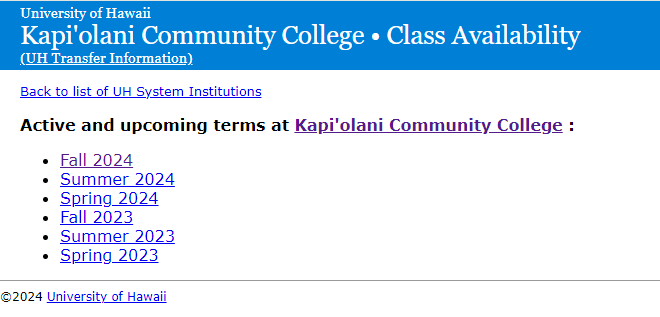 University of Hawaii
Kapi'olani Community College • Class Availability
(UH Transfer Information)
Back to list of UH System Institutions
Active and upcoming terms at Kapi'olani Community College :
• Fall 2024
• Summer 2024
• Spring 2024
• Fall 2023
• Summer 2023
• Spring 2023
©2024 University of Hawaii